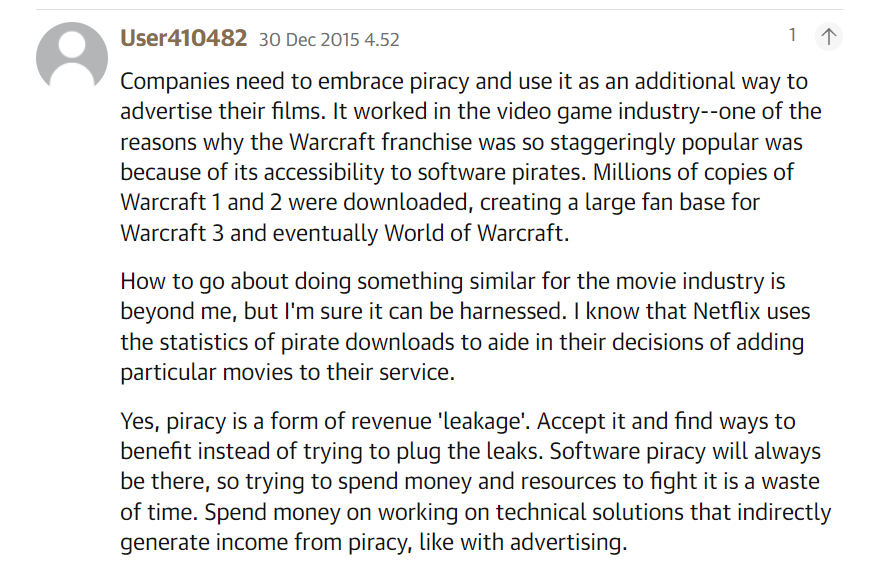 User410482 30 Dec 2015 4.52
1
Companies need to embrace piracy and use it as an additional way to
advertise their films. It worked in the video game industry--one of the
reasons why the Warcraft franchise was so staggeringly popular was
because of its accessibility to software pirates. Millions of copies of
Warcraft 1 and 2 were downloaded, creating a large fan base for
Warcraft 3 and eventually World of Warcraft.
How to go about doing something similar for the movie industry is
beyond me, but I'm sure it can be harnessed. I know that Netflix uses
the statistics of pirate downloads to aide in their decisions of adding
particular movies to their service.
Yes, piracy is a form of revenue 'leakage'. Accept it and find ways to
benefit instead of trying to plug the leaks. Software piracy will always
be there, so trying to spend money and resources to fight it is a waste
of time. Spend money on working on technical solutions that indirectly
generate income from piracy, like with advertising.